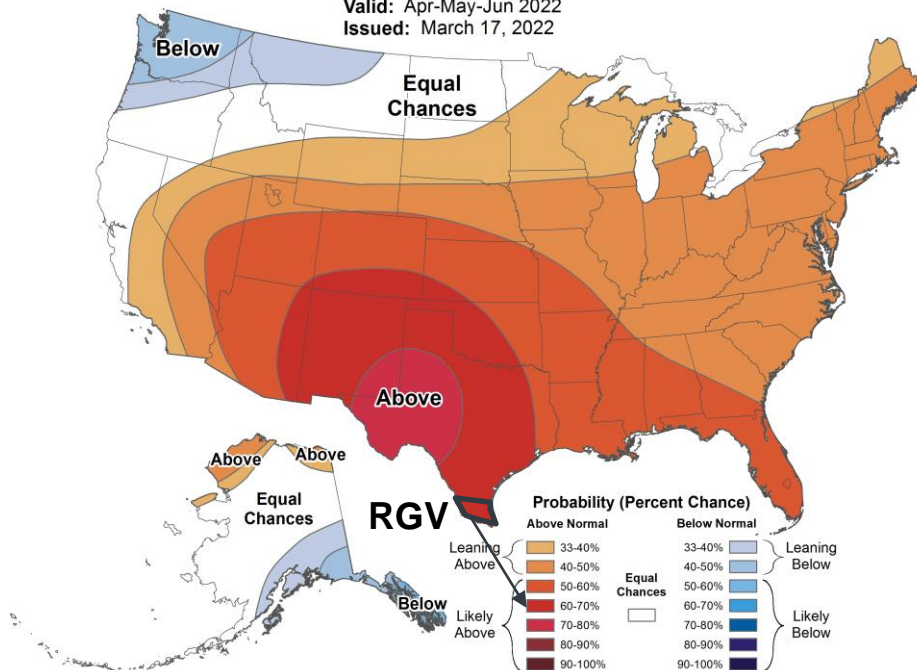 Valid: Apr-May-Jun 2022
Issued: March 17, 2022
Below
Equal
Chances
Above
Above
Above
Equal
Chances
Below
RGV
Probability (Percent Chance)
Above Normal
Below Normal
Leaning
Above
33-40%
40-50%
Likely
Above
50-60%
60-70%
70-80%
80-90%
90-100%
Equal
Chances
33-40%
40-50%
Leaning
Below
50-60%
60-70%
70-80%
80-90%
90-100%
Likely
Below